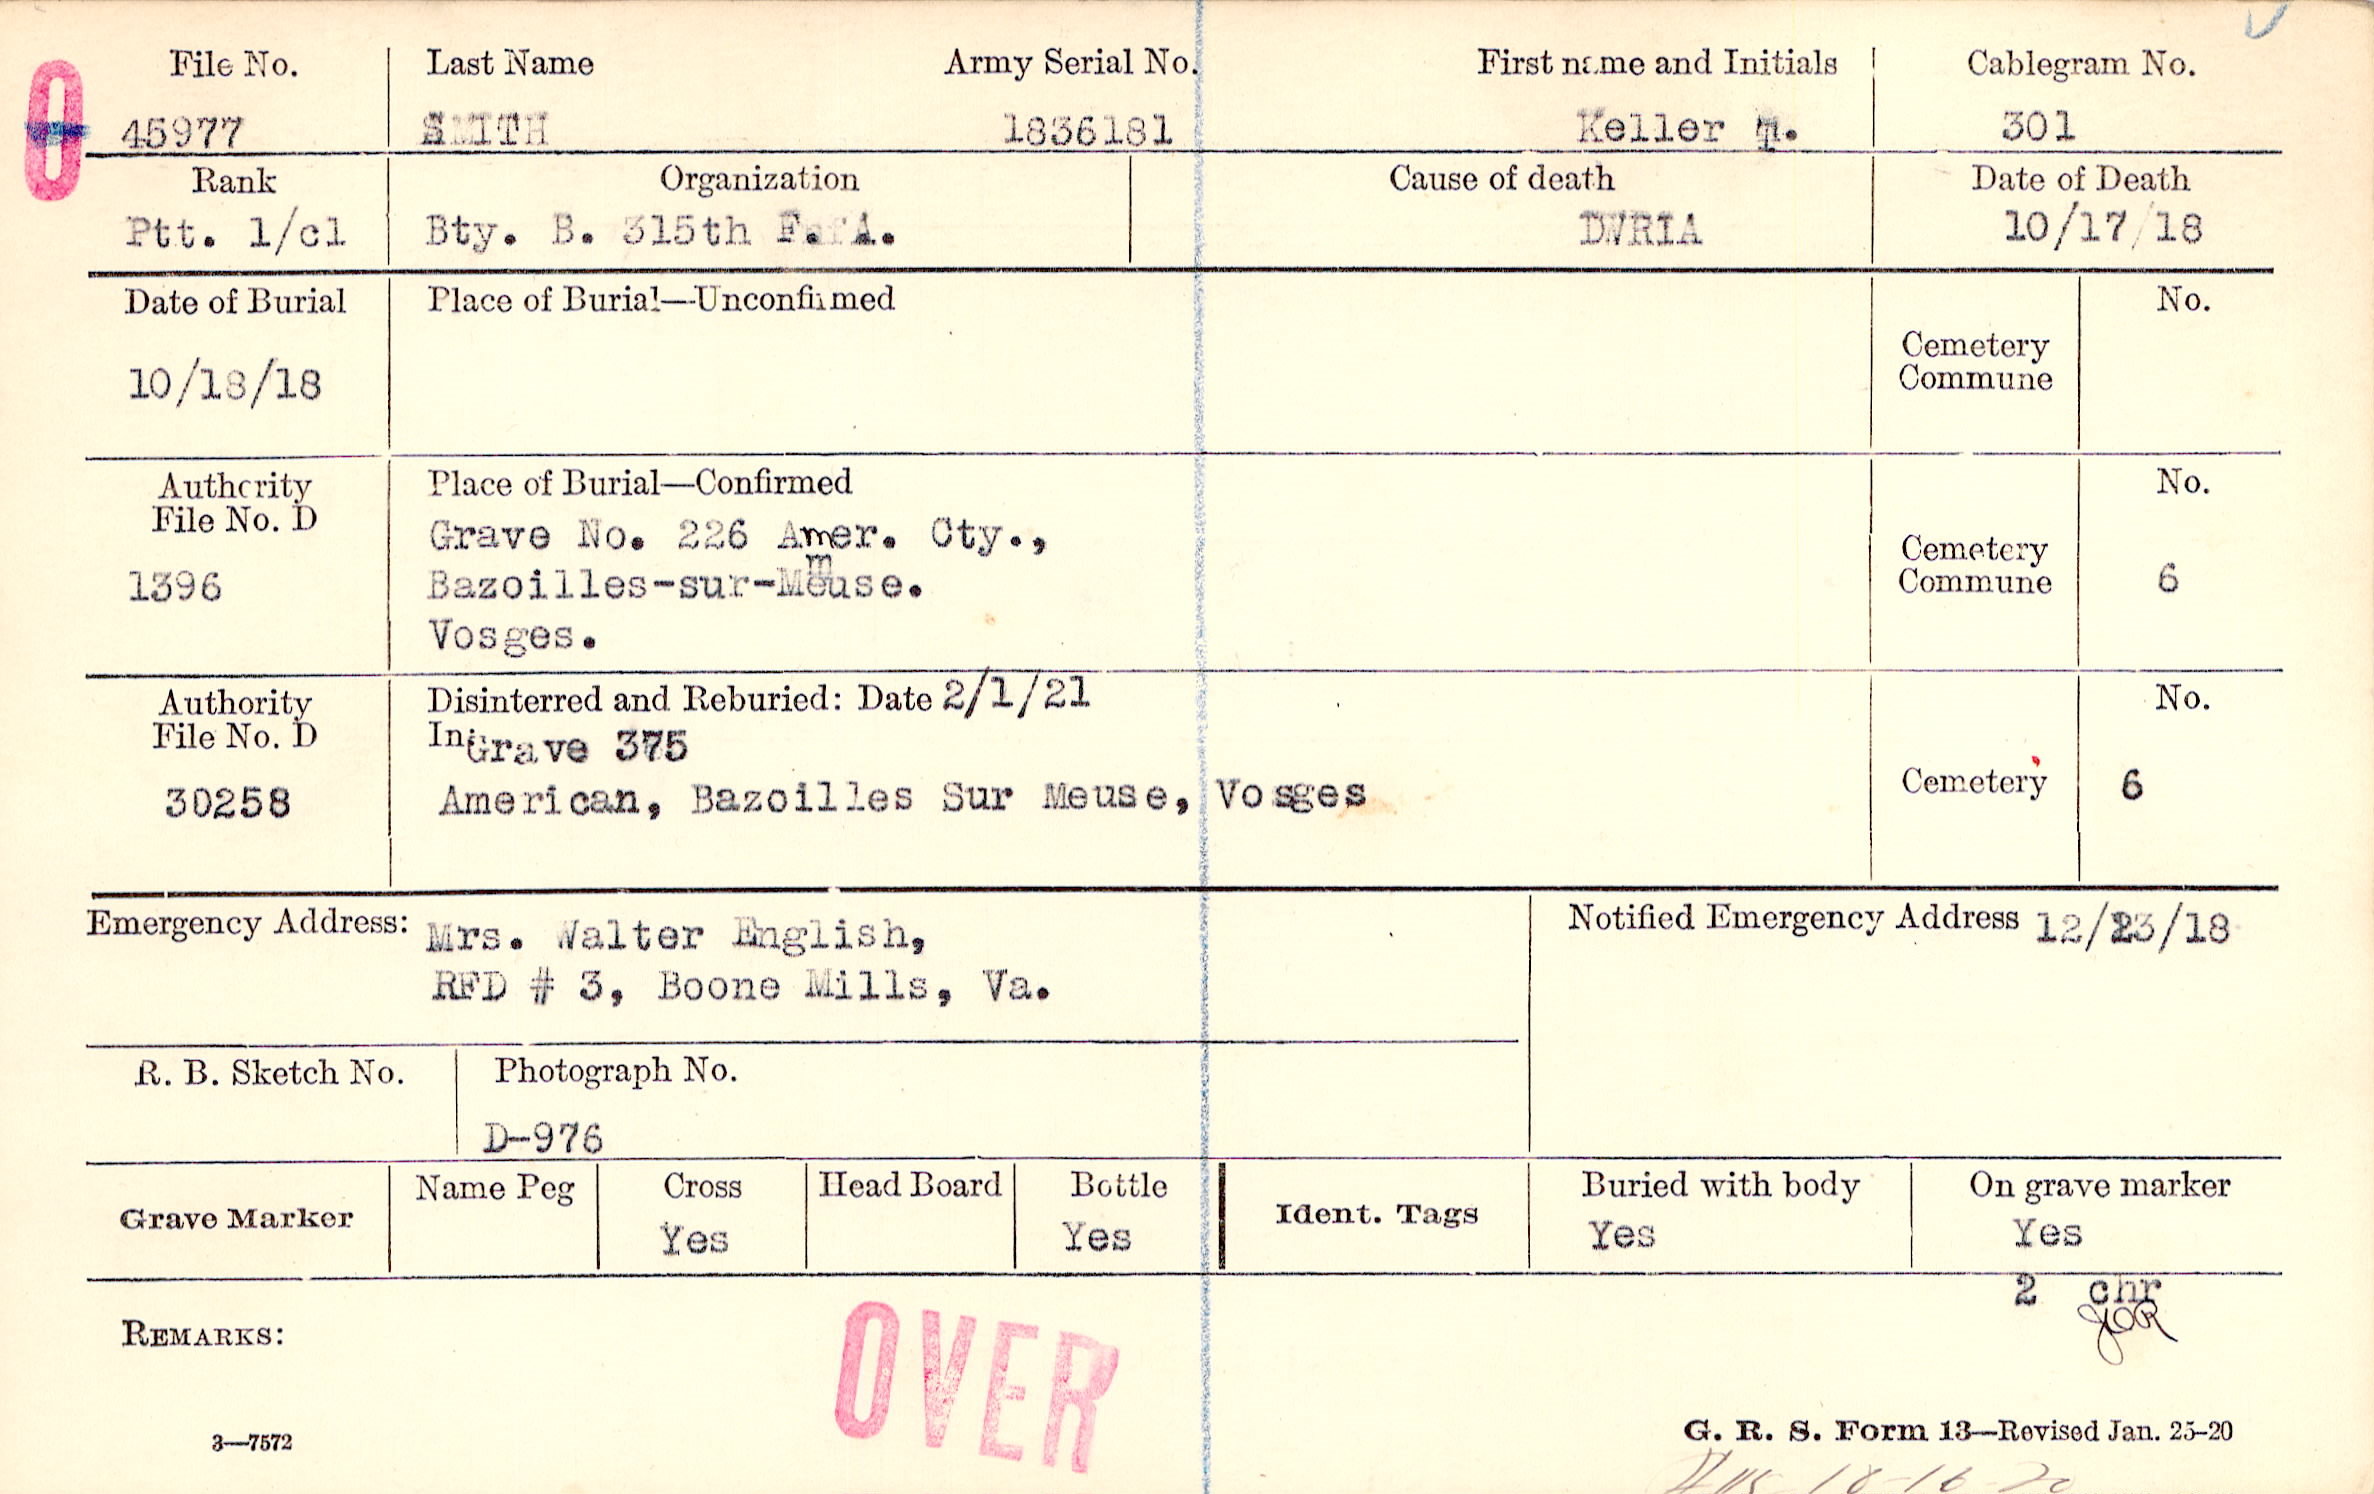 File No. Last Name Army Serial No. First name and Initials Cablegram No.
45977 SMITH 1836181 Keller 301
Rank Organization Cause of death Date of Death
Ptt. 1/cl Bty. B. 315th F. A. DWRIA 10/17/18
Date of Burial Place of Burial—Unconfirmed No.
10/18/18 Cemetery
Commune
Authority Place of Burial—Confirmed No.
File No. D
1396
Grave No. 226 Amer. Cty.,
Bazoilles-sur-Meuse.
Vosges.
Cemetery
Commune 6
Authority Disinterred and Reburied: Date 2/1/21 No.
File No. D In: Grave 375
30258 American, Bazoilles Sur Meuse, Vosges Cemetery 6
Emergency Address: Mrs. Walter English, Notified Emergency Address 12/23/18
RFD # 3, Boone Mills, Va.
R. B. Sketch No. Photograph No.
D-976
Grave Marker Name Peg Cross Head Board Bottle Ident. Tags Buried with body On grave marker
Yes Yes Yes Yes
2 chr
JOR
REMARKS:
OVER
3—7572 G. R. S. Form 13—Revised Jan. 25-20